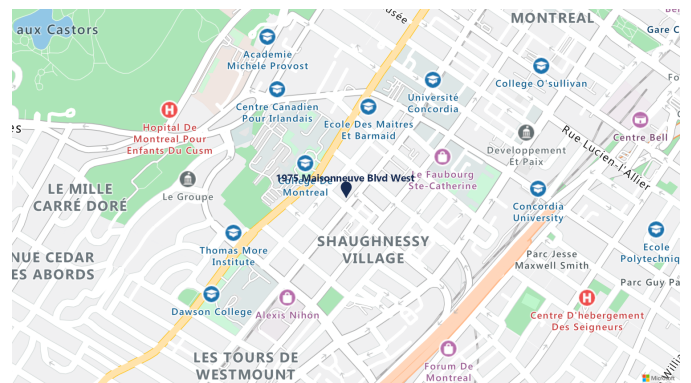 MONTREAL
aux Castors
Gare C
Academie
Michele Provost
College O'sullivan
Centre Canadien
Pour Irlandais
Universite
Concordia
Hopital De
Montreal Pour
Enfants Du Cusm
Ecole Des Maitres
Et Barmaid
Developpement
Et Paix
Centre Bell
Rue Lucien-l'Allier
1975 Maisonneuve Blvd West
Montreal
Le Faubourg
Ste-Catherine
LE MILLE
CARRÉ DORÉ
Le Groupe
Concordia
University
SHAUGHNESSY
VILLAGE
Thomas More
Institute
NUE CEDAR
ES ABORDS
Ecole
Polytechniq
Parc Jesse
Maxwell Smith
Parc Guy Pa
Dawson College
Alexis Nihon
Centre D'hebergement
Des Seigneurs
LES TOURS DE
WESTMOUNT
Forum De
Montreal
Microsoft